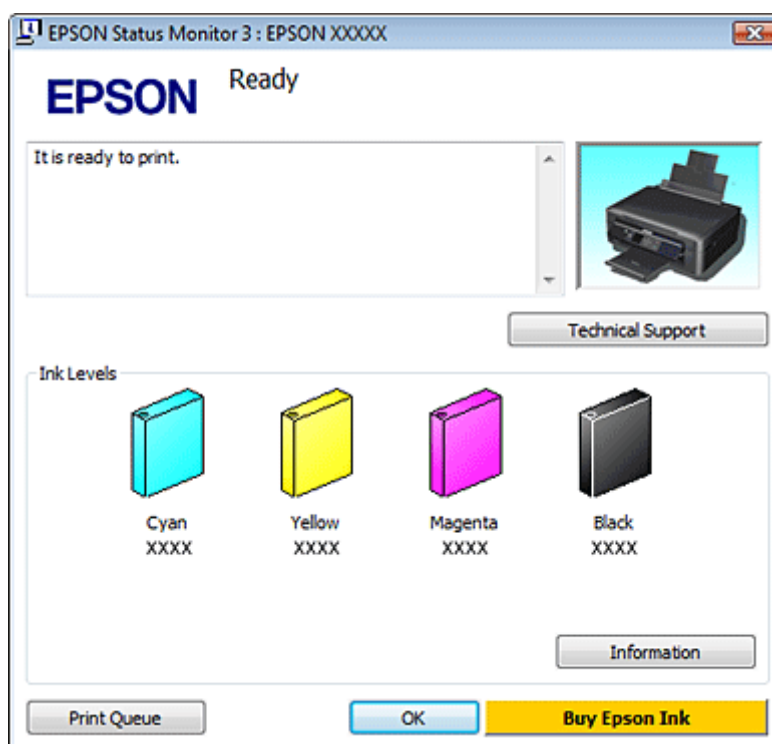 EPSON Status Monitor 3 : EPSON XXXXX
EPSON
Ready
It is ready to print.
Technical Support
Ink Levels
Cyan Yellow Magenta Black
XXXX XXXX XXXX XXXX
Information
Print Queue OK Buy Epson Ink